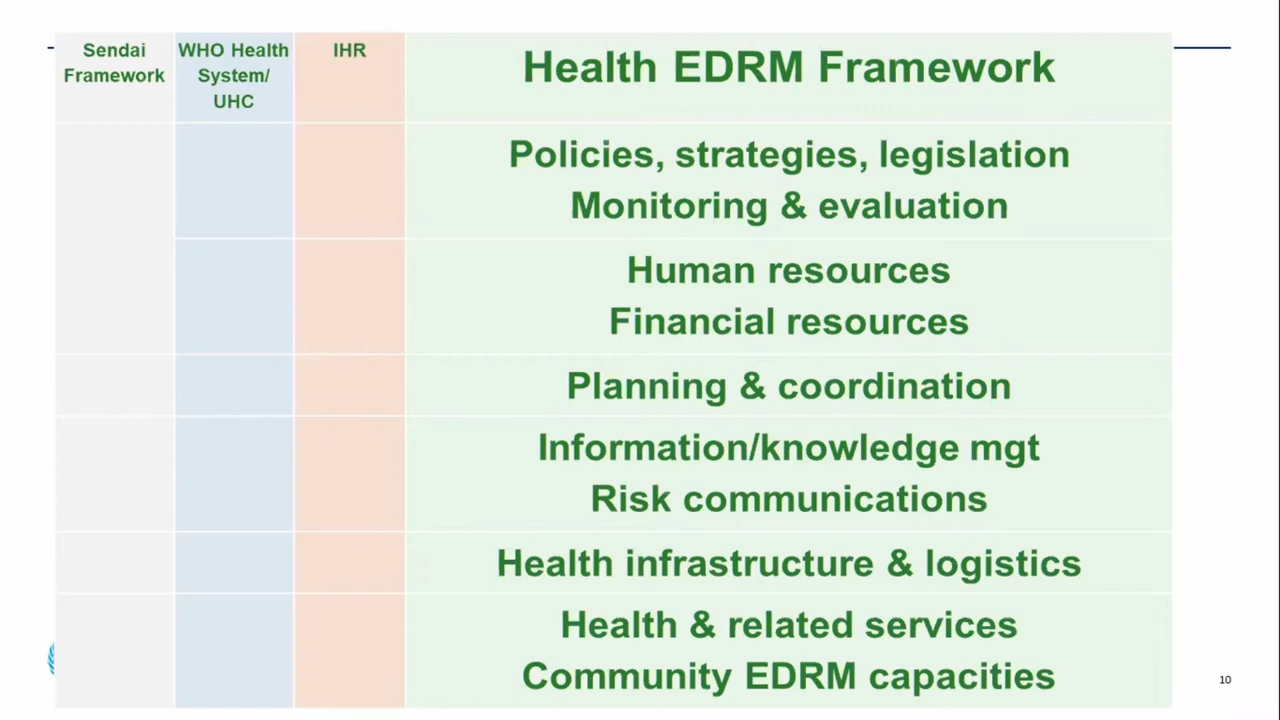 Sendai
Framework
WHO Health
System/
UHC
IHR
Health EDRM Framework
Policies, strategies, legislation
Monitoring & evaluation
Human resources
Financial resources
Planning & coordination
Information/knowledge mgt
Risk communications
Health infrastructure & logistics
Health & related services
Community EDRM capacities
10